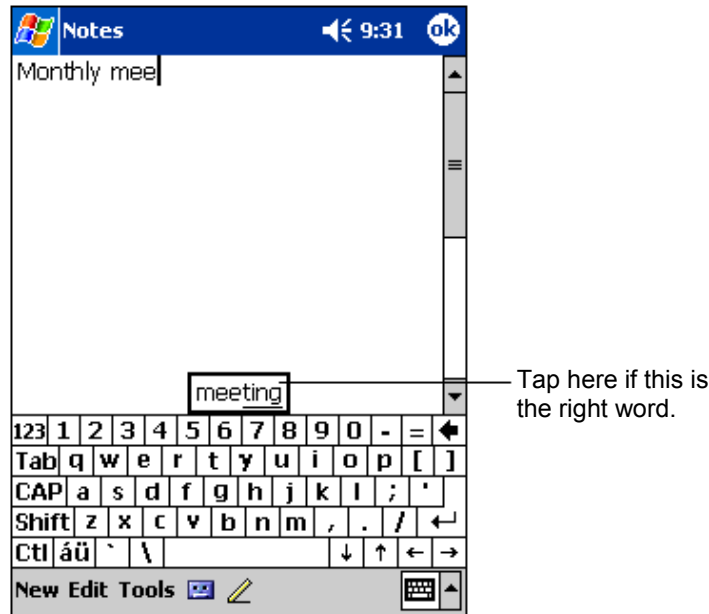 Notes 9:31 ok
Monthly mee
meeting
Tap here if this is
the right word.
123 1 2 3 4 5 6 7 8 9 0 - =
Tab q w e r t y u i o p [ ]
CAP a s d f g h j k l ; '
Shift z x c v b n m , . / ↵
Ctl áü ` \ ↓ ↑ ← →
New Edit Tools